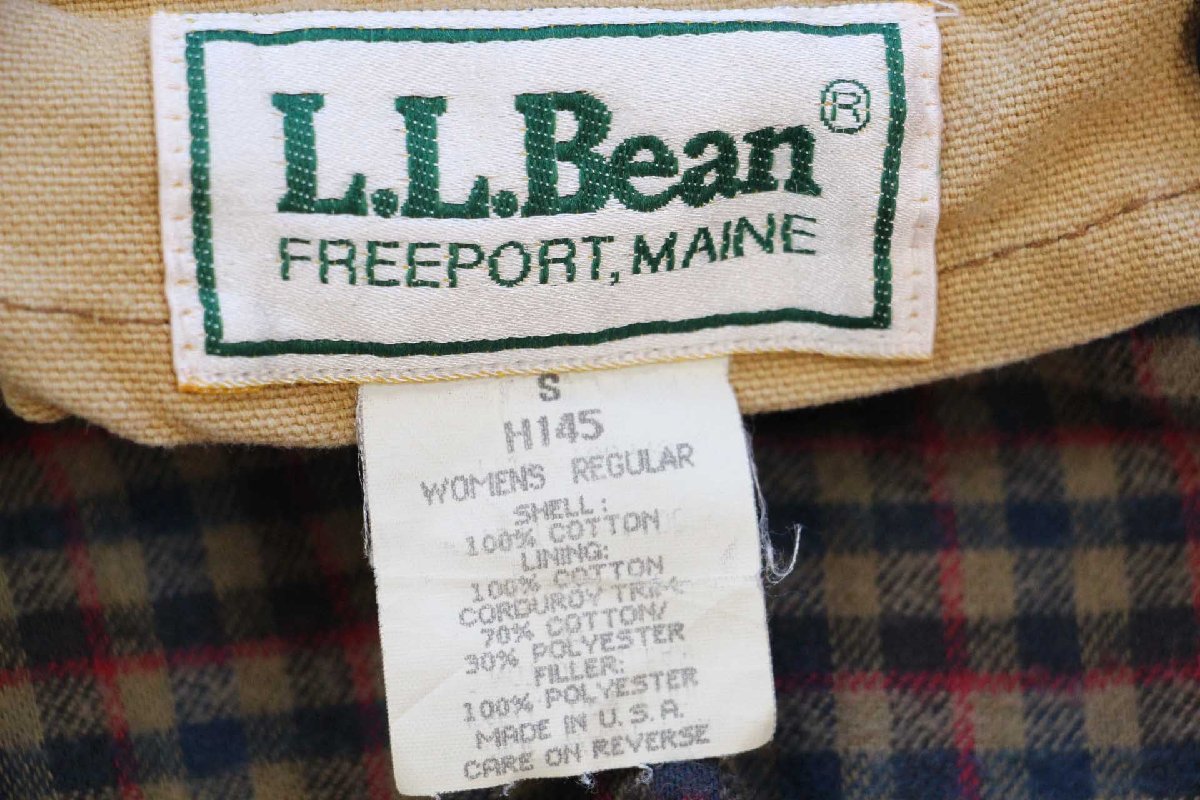 L.L.Bean®
FREEPORT, MAINE
S
H145
WOMENS REGULAR
SHELL:
100% COTTON
LINING:
100% COTTON
CORDUROY TRIM:
70% COTTON/
30% POLYESTER
FILLER:
100% POLYESTER
MADE IN U.S.A.
CARE ON REVERSE